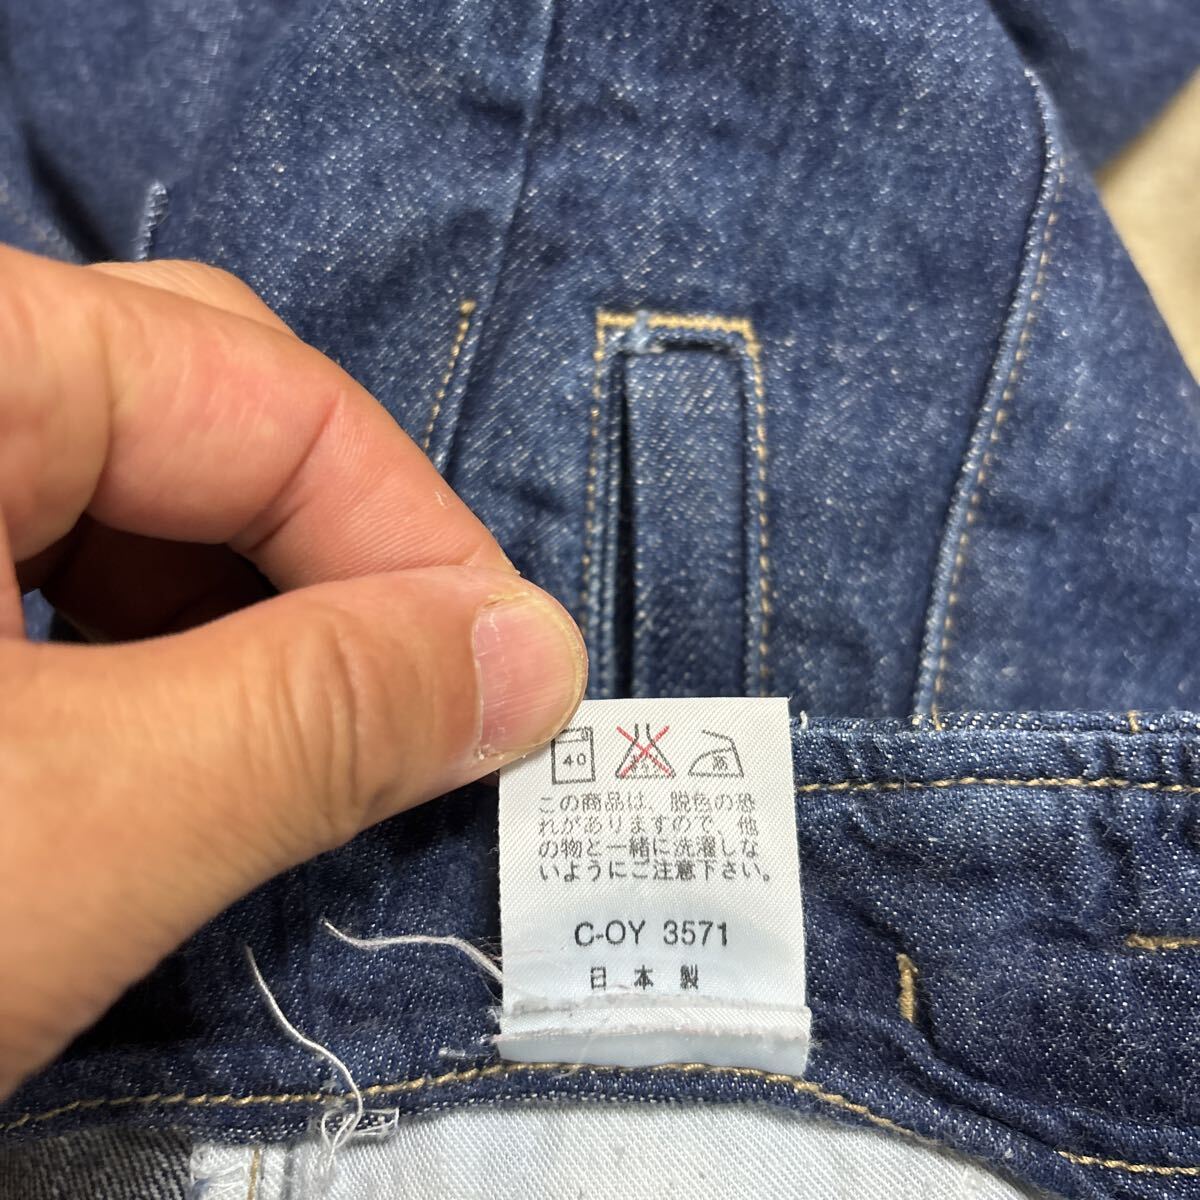 40 高
この商品は、脱色の恐
れがありますので、他
の物と一緒に洗濯しな
いようにご注意下さい。
C-OY 3571
日本製